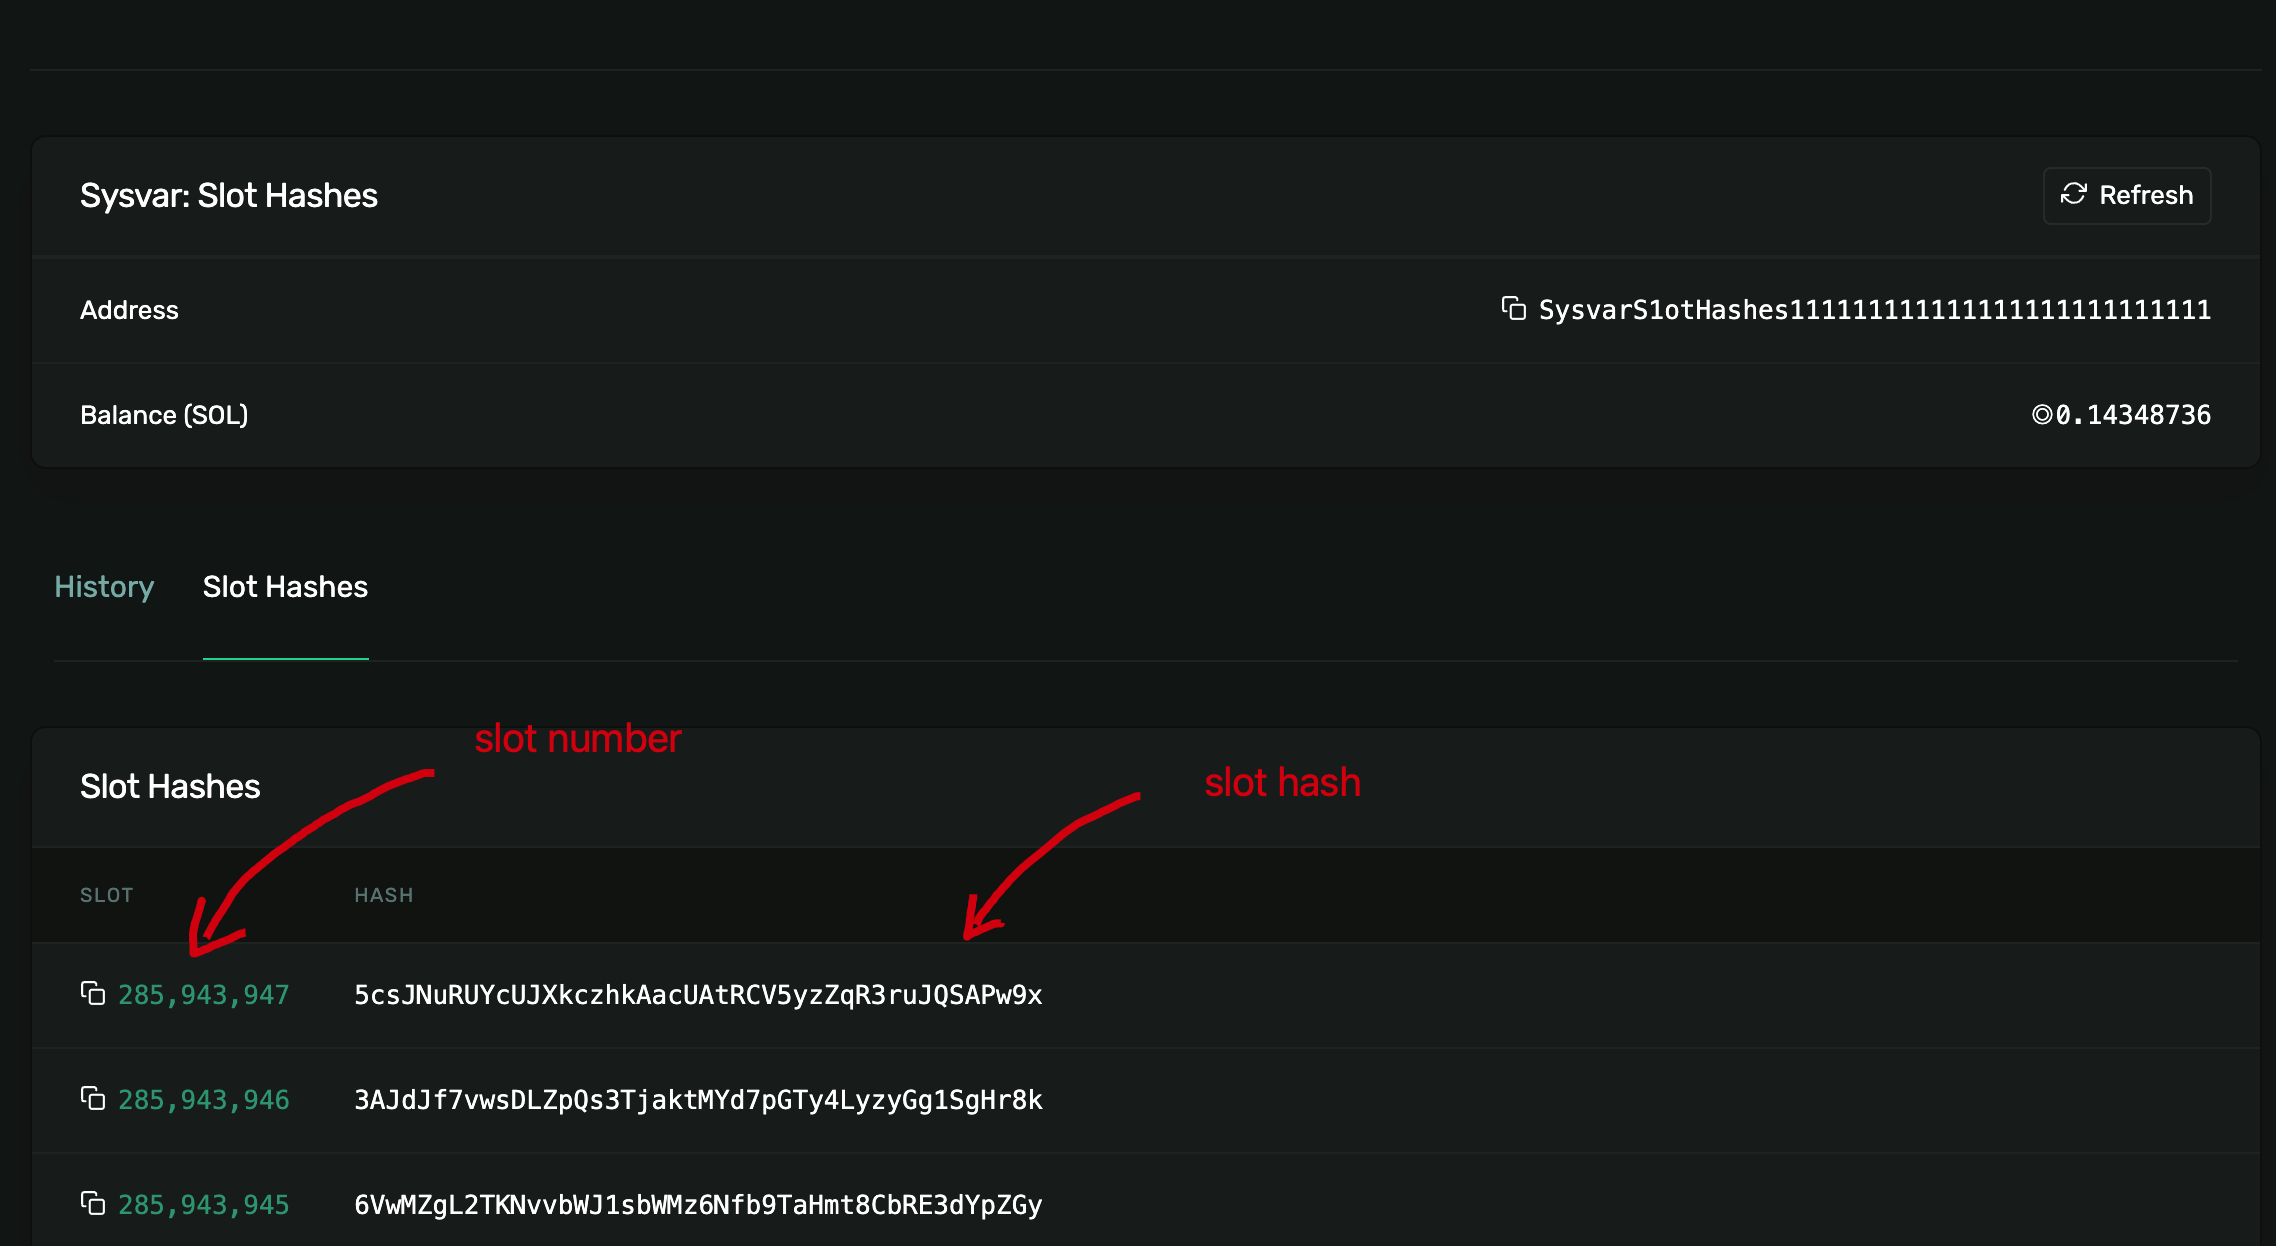 Sysvar: Slot Hashes
Refresh
Address
SysvarS1otHashes111111111111111111111111111
Balance (SOL)
◎0.14348736
History Slot Hashes
slot number
Slot Hashes
slot hash
SLOT HASH
285,943,947 5csJNuRUYcUJXkczhkAacUAtRCV5yzZqR3ruJQSAPw9x
285,943,946 3AJdJf7vwsDLZpQs3TjaktMYd7pGTy4LyzyGg1SgHr8k
285,943,945 6VwMZgL2TKNvvbWJ1sbWMz6Nfb9TaHmt8CbRE3dYpZGy